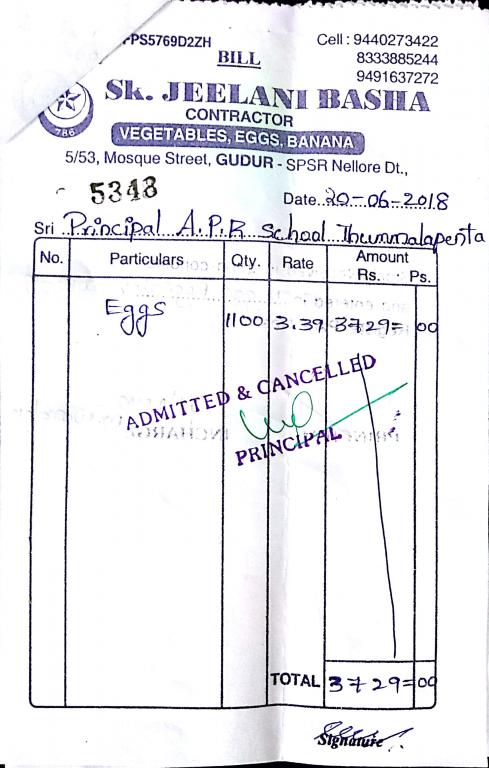 PPS5769D2ZH
BILL
Cell : 9440273422
8333885244
9491637272
786
Sk. JEELANI BASHA
CONTRACTOR
VEGETABLES, EGGS, BANANA
5/53, Mosque Street, GUDUR - SPSR Nellore Dt.,
5348
Date..20-06-2018
Sri Principal A.P.R School Thummalapenta
No. Particulars Qty. Rate Amount
Rs. Ps.
Eggs 1100 3.39 3729= 00
ADMITTED & CANCELLED
PRINCIPAL
TOTAL 3729=00
Signature